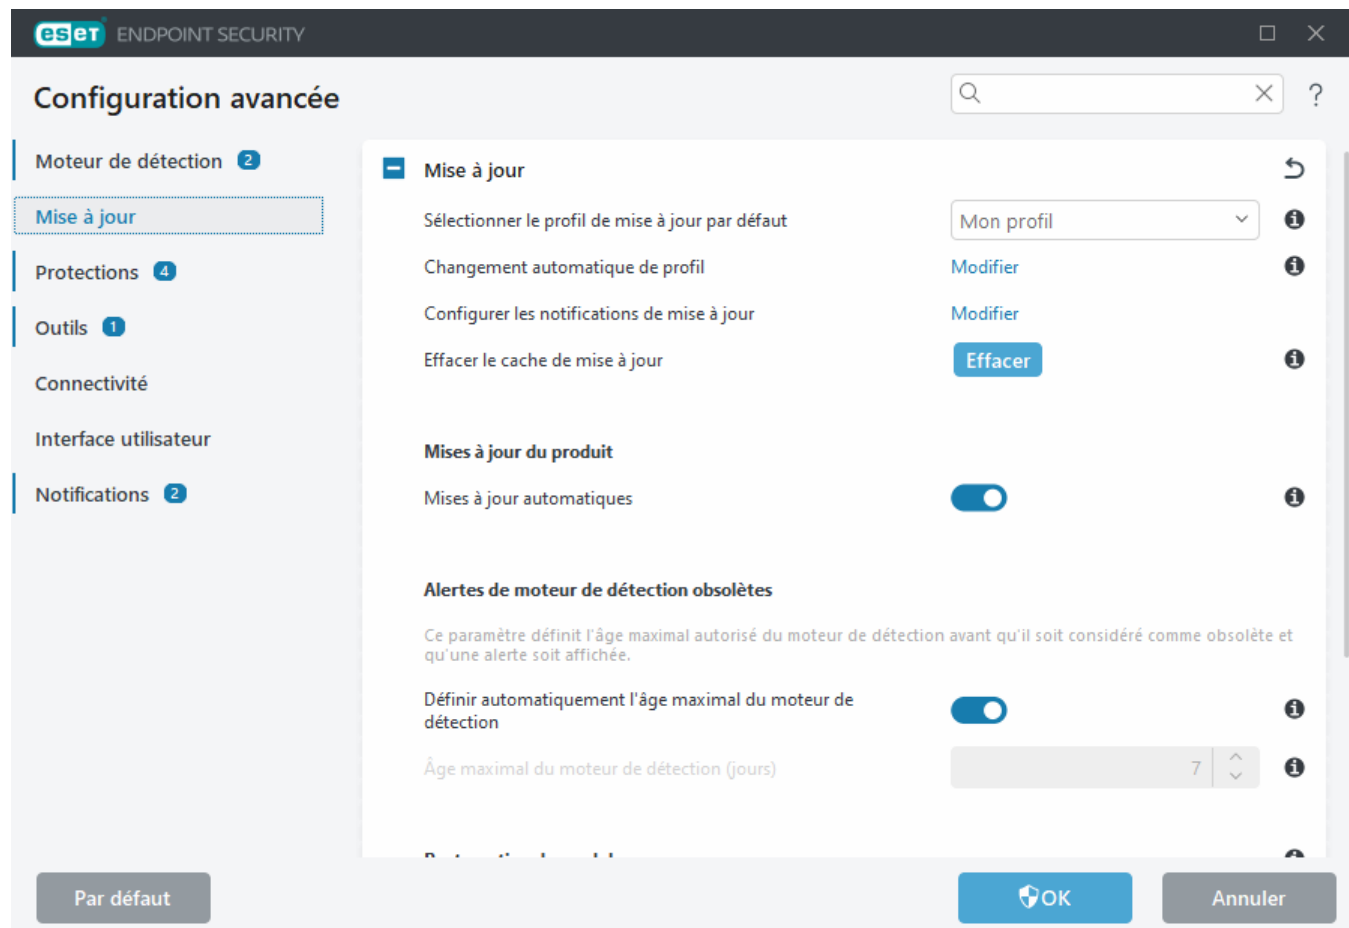 eseT ENDPOINT SECURITY
Configuration avancée
Moteur de détection 2
Mise à jour
Protections 4
Outils 1
Connectivité
Interface utilisateur
Notifications 2
Mise à jour
Sélectionner le profil de mise à jour par défaut
Mon profil
Changement automatique de profil
Modifier
Configurer les notifications de mise à jour
Modifier
Effacer le cache de mise à jour
Effacer
Mises à jour du produit
Mises à jour automatiques
Alertes de moteur de détection obsolètes
Ce paramètre définit l'âge maximal autorisé du moteur de détection avant qu'il soit considéré comme obsolète et
qu'une alerte soit affichée.
Définir automatiquement l'âge maximal du moteur de
détection
Âge maximal du moteur de détection (jours)
7
Par défaut
OK
Annuler